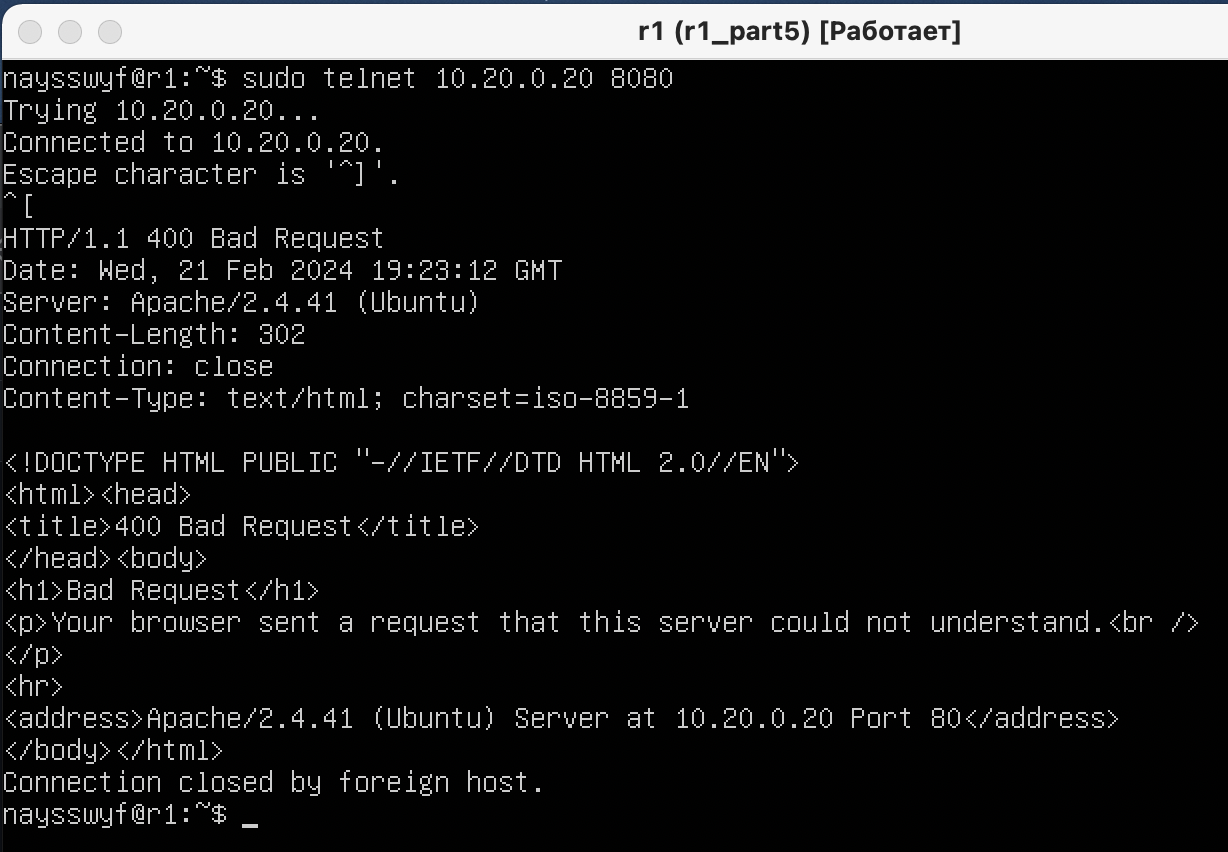 r1 (r1_part5) [Работает]
naysswyf@r1:~$ sudo telnet 10.20.0.20 8080
Trying 10.20.0.20...
Connected to 10.20.0.20.
Escape character is '^]'.
^[
HTTP/1.1 400 Bad Request
Date: Wed, 21 Feb 2024 19:23:12 GMT
Server: Apache/2.4.41 (Ubuntu)
Content-Length: 302
Connection: close
Content-Type: text/html; charset=iso-8859-1

<!DOCTYPE HTML PUBLIC "-//IETF//DTD HTML 2.0//EN">
<html><head>
<title>400 Bad Request</title>
</head><body>
<h1>Bad Request</h1>
<p>Your browser sent a request that this server could not understand.<br />
</p>
<hr>
<address>Apache/2.4.41 (Ubuntu) Server at 10.20.0.20 Port 80</address>
</body></html>
Connection closed by foreign host.
naysswyf@r1:~$ _